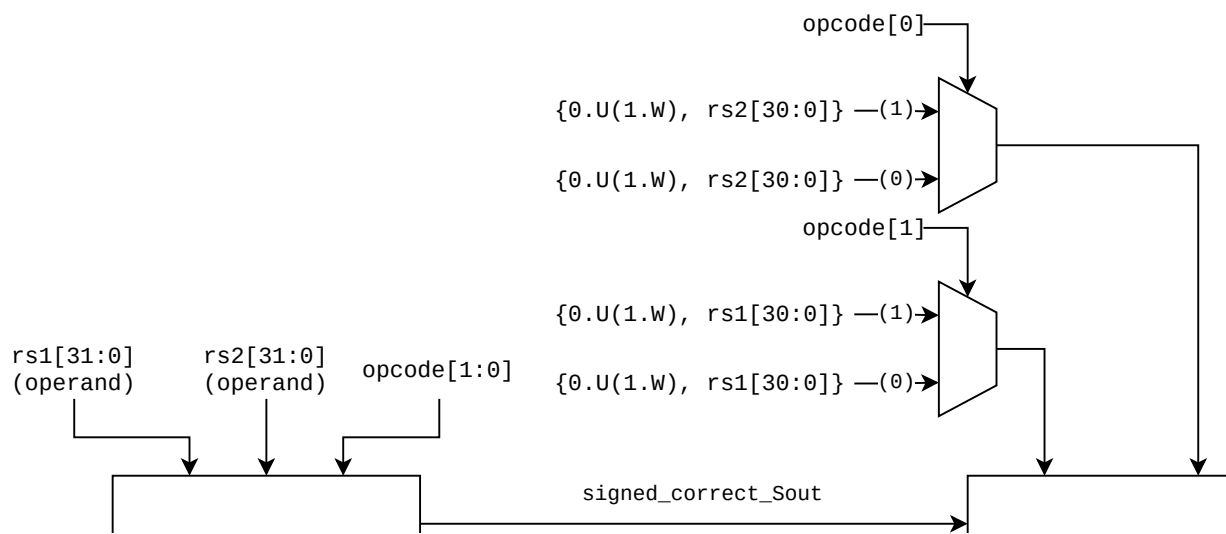 opcode[0]
{0.U(1.W), rs2[30:0]} (1)
{0.U(1.W), rs2[30:0]} (0)
opcode[1]
{0.U(1.W), rs1[30:0]} (1)
{0.U(1.W), rs1[30:0]} (0)
rs1[31:0]
(operand)
rs2[31:0]
(operand)
opcode[1:0]
signed_correct_Sout